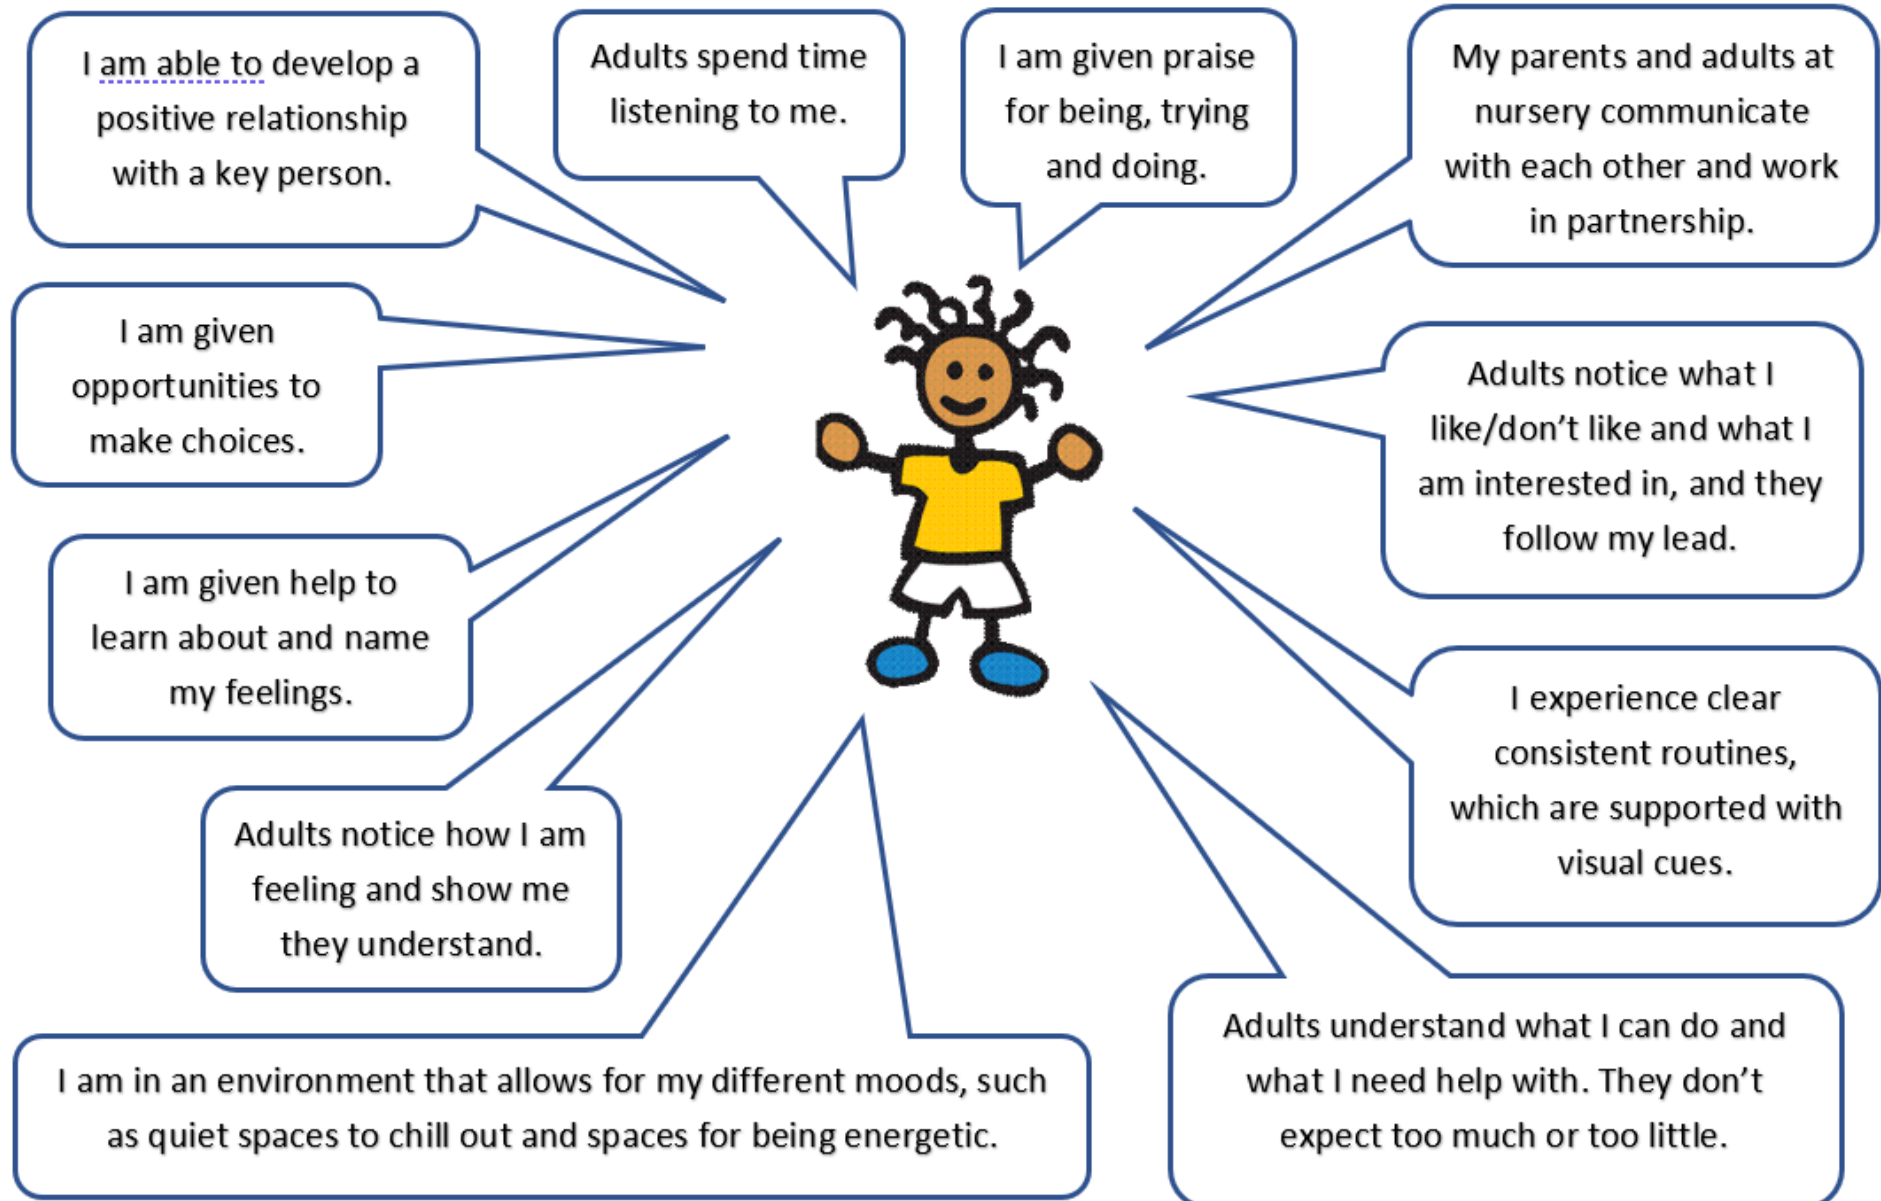 I am able to develop a
positive relationship
with a key person.
Adults spend time
listening to me.
I am given praise
for being, trying
and doing.
My parents and adults at
nursery communicate
with each other and work
in partnership.
I am given
opportunities to
make choices.
Adults notice what I
like/don’t like and what I
am interested in, and they
follow my lead.
I am given help to
learn about and name
my feelings.
I experience clear
consistent routines,
which are supported with
visual cues.
Adults notice how I am
feeling and show me
they understand.
I am in an environment that allows for my different moods, such
as quiet spaces to chill out and spaces for being energetic.
Adults understand what I can do and
what I need help with. They don’t
expect too much or too little.